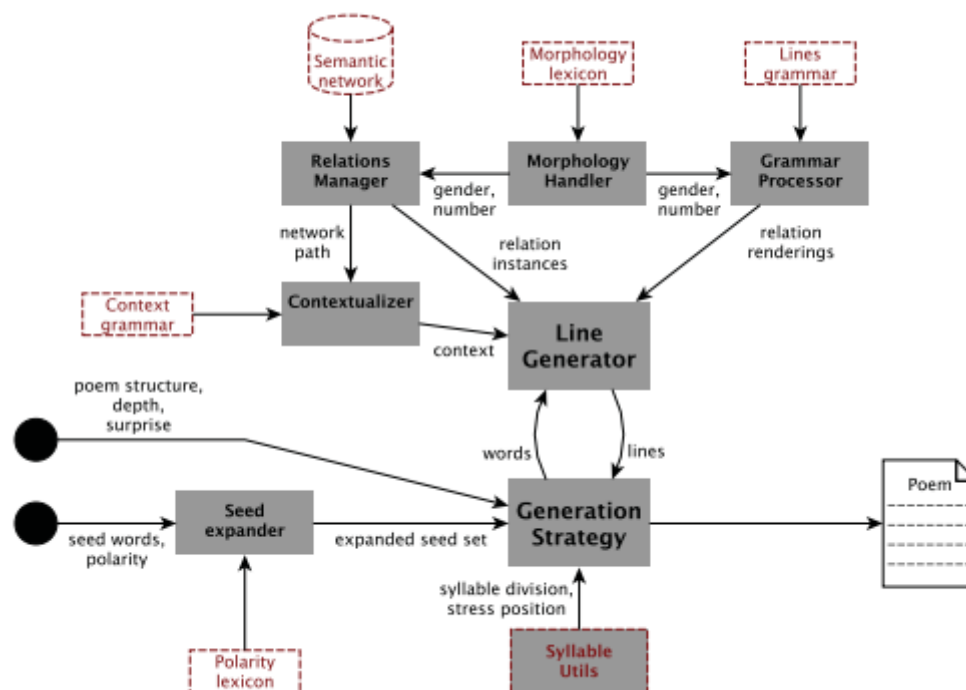 Semantic
network
Morphology
lexicon
Lines
grammar
Relations
Manager
Morphology
Handler
Grammar
Processor
gender,
number
gender,
number
network
path
relation
instances
relation
renderings
Context
grammar
Contextualizer
context
Line
Generator
poem structure,
depth,
surprise
words
lines
Seed
expander
seed words,
polarity
expanded seed set
Generation
Strategy
Poem
syllable division,
stress position
Polarity
lexicon
Syllable
Utils